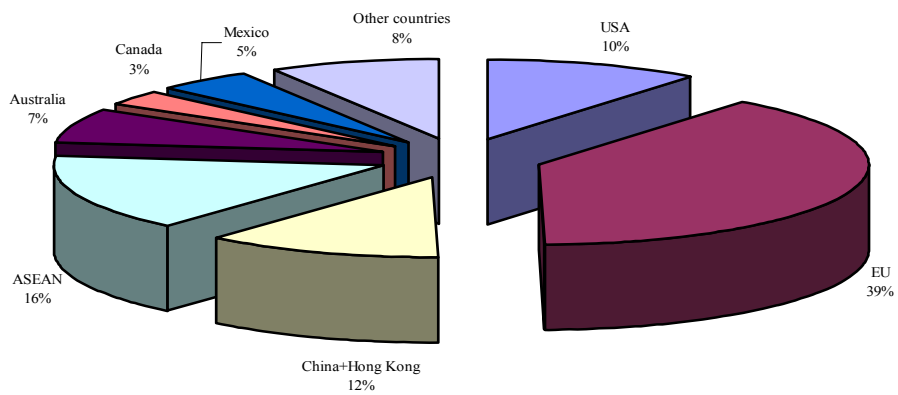 Other countries
8%
USA
10%
Mexico
5%
Canada
3%
Australia
7%
EU
39%
ASEAN
16%
China+Hong Kong
12%